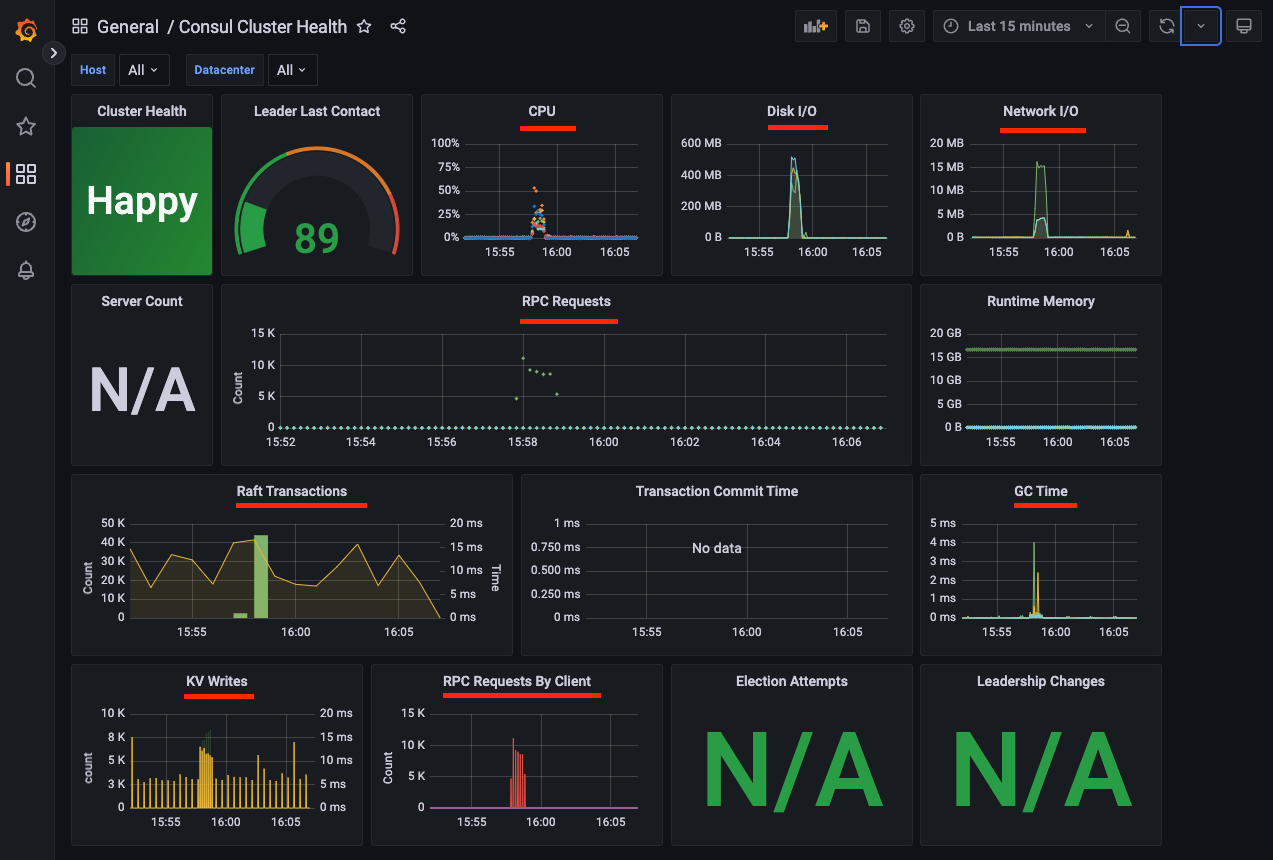 General / Consul Cluster Health
Last 15 minutes
Host All Datacenter All
Cluster Health
Happy
Leader Last Contact
89
CPU
100%
75%
50%
25%
0%
15:55 16:00 16:05
Disk I/O
600 MB
400 MB
200 MB
0 B
15:55 16:00 16:05
Network I/O
20 MB
15 MB
10 MB
5 MB
0 B
15:55 16:00 16:05
Server Count
N/A
RPC Requests
Count
15 K
10 K
5 K
0
15:52 15:54 15:56 15:58 16:00 16:02 16:04 16:06
Runtime Memory
20 GB
15 GB
10 GB
5 GB
0 B
15:55 16:00 16:05
Raft Transactions
Count
50 K
40 K
30 K
20 K
10 K
0
20 ms
15 ms
10 ms
5 ms
0 ms
Time
15:55 16:00 16:05
Transaction Commit Time
1 ms
0.750 ms
0.500 ms
0.250 ms
0 ms
No data
15:55 16:00 16:05
GC Time
5 ms
4 ms
3 ms
2 ms
1 ms
0 ms
15:55 16:00 16:05
KV Writes
count
10 K
8 K
5 K
3 K
0
20 ms
15 ms
10 ms
5 ms
0 ms
15:55 16:00 16:05
RPC Requests By Client
Count
15 K
10 K
5 K
0
15:55 16:00 16:05
Election Attempts
N/A
Leadership Changes
N/A